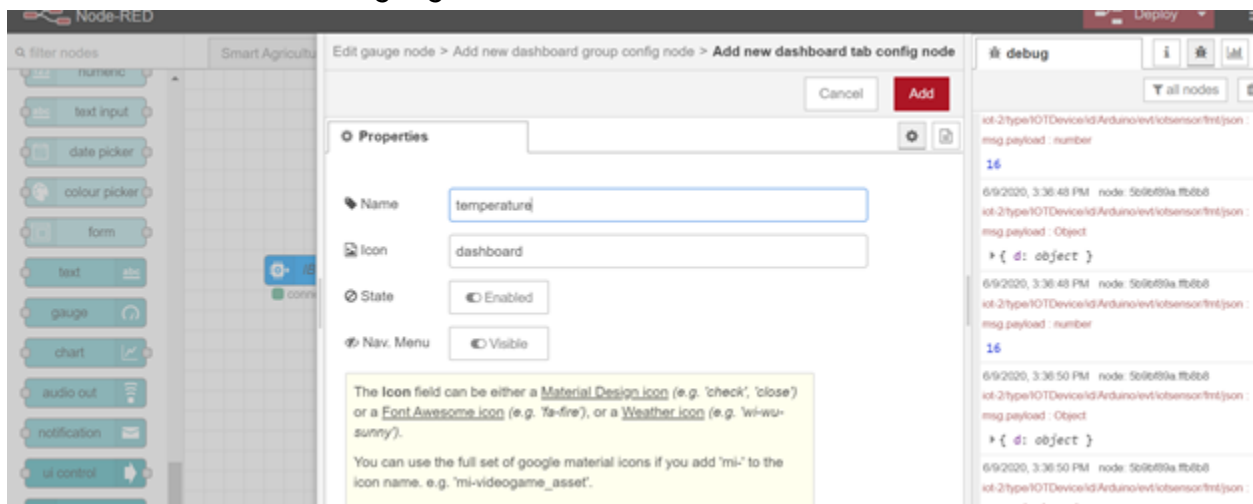 Node-RED
Deploy
filter nodes
Smart Agricultu
Edit gauge node > Add new dashboard group config node > Add new dashboard tab config node
debug
i
Cancel
Add
all nodes
numeric
text input
date picker
colour picker
form
text
abc
gauge
chart
audio out
notification
ui control
conne
Properties
Name
temperature
Icon
dashboard
State
Enabled
Nav. Menu
Visible
The Icon field can be either a Material Design icon (e.g. 'check', 'close')
or a Font Awesome icon (e.g. 'fa-fire'), or a Weather icon (e.g. 'wi-wu-
sunny').
You can use the full set of google material icons if you add 'mi-' to the
icon name. e.g. 'mi-videogame_asset'.
iot-2/type/IOTDevice/id/Arduino/evt/iotsensor/fmt/json :
msg.payload : number
16
6/9/2020, 3:36:48 PM node: 5b9bf89a.ffb8b8
iot-2/type/IOTDevice/id/Arduino/evt/iotsensor/fmt/json :
msg.payload : Object
{ d: object }
6/9/2020, 3:36:48 PM node: 5b9bf89a.ffb8b8
iot-2/type/IOTDevice/id/Arduino/evt/iotsensor/fmt/json :
msg.payload : number
16
6/9/2020, 3:36:50 PM node: 5b9bf89a.ffb8b8
iot-2/type/IOTDevice/id/Arduino/evt/iotsensor/fmt/json :
msg.payload : Object
{ d: object }
6/9/2020, 3:36:50 PM node: 5b9bf89a.ffb8b8
iot-2/type/IOTDevice/id/Arduino/evt/iotsensor/fmt/json :